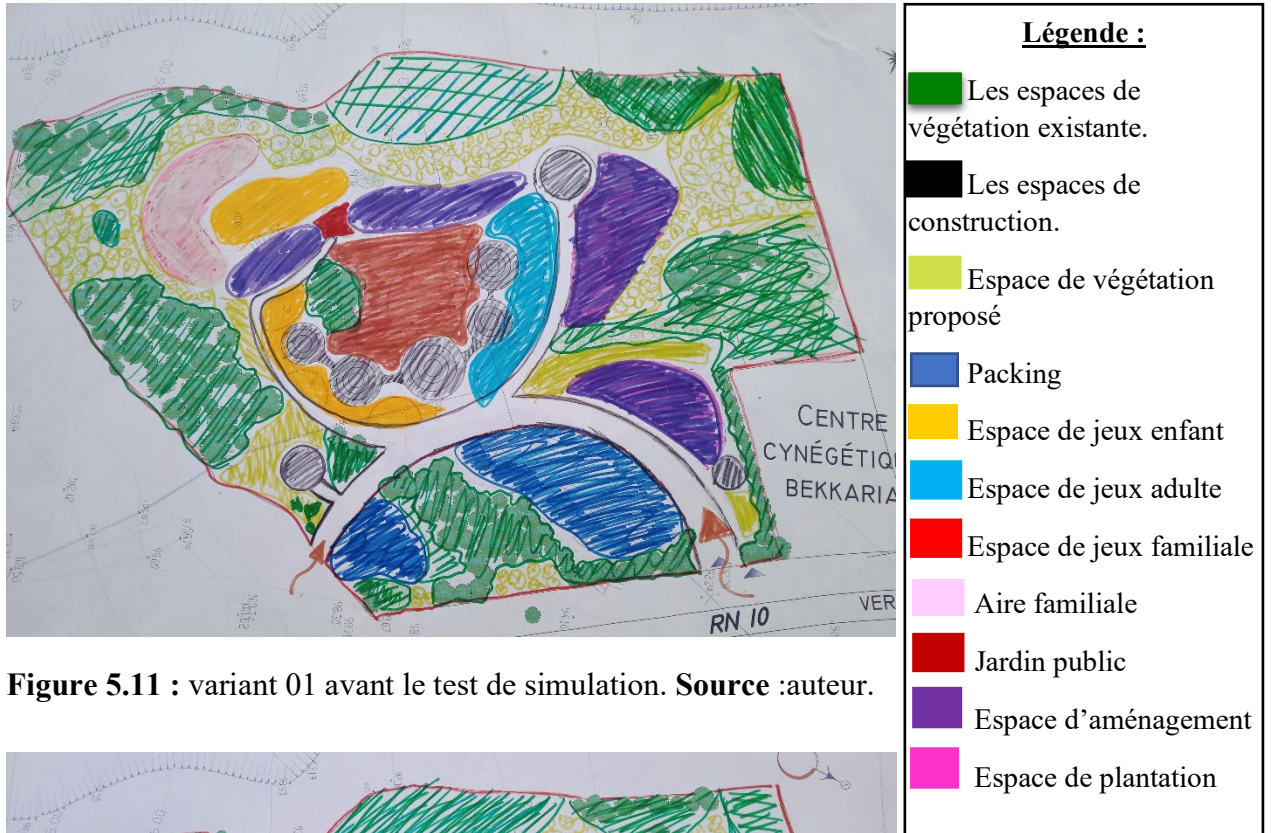 CENTRE
CYNÉGÉTIQ
BEKKARIA
RN 10
VER
Figure 5.11 : variant 01 avant le test de simulation. Source :auteur.
Légende :
Les espaces de
végétation existante.
Les espaces de
construction.
Espace de végétation
proposé
Packing
Espace de jeux enfant
Espace de jeux adulte
Espace de jeux familiale
Aire familiale
Jardin public
Espace d’aménagement
Espace de plantation